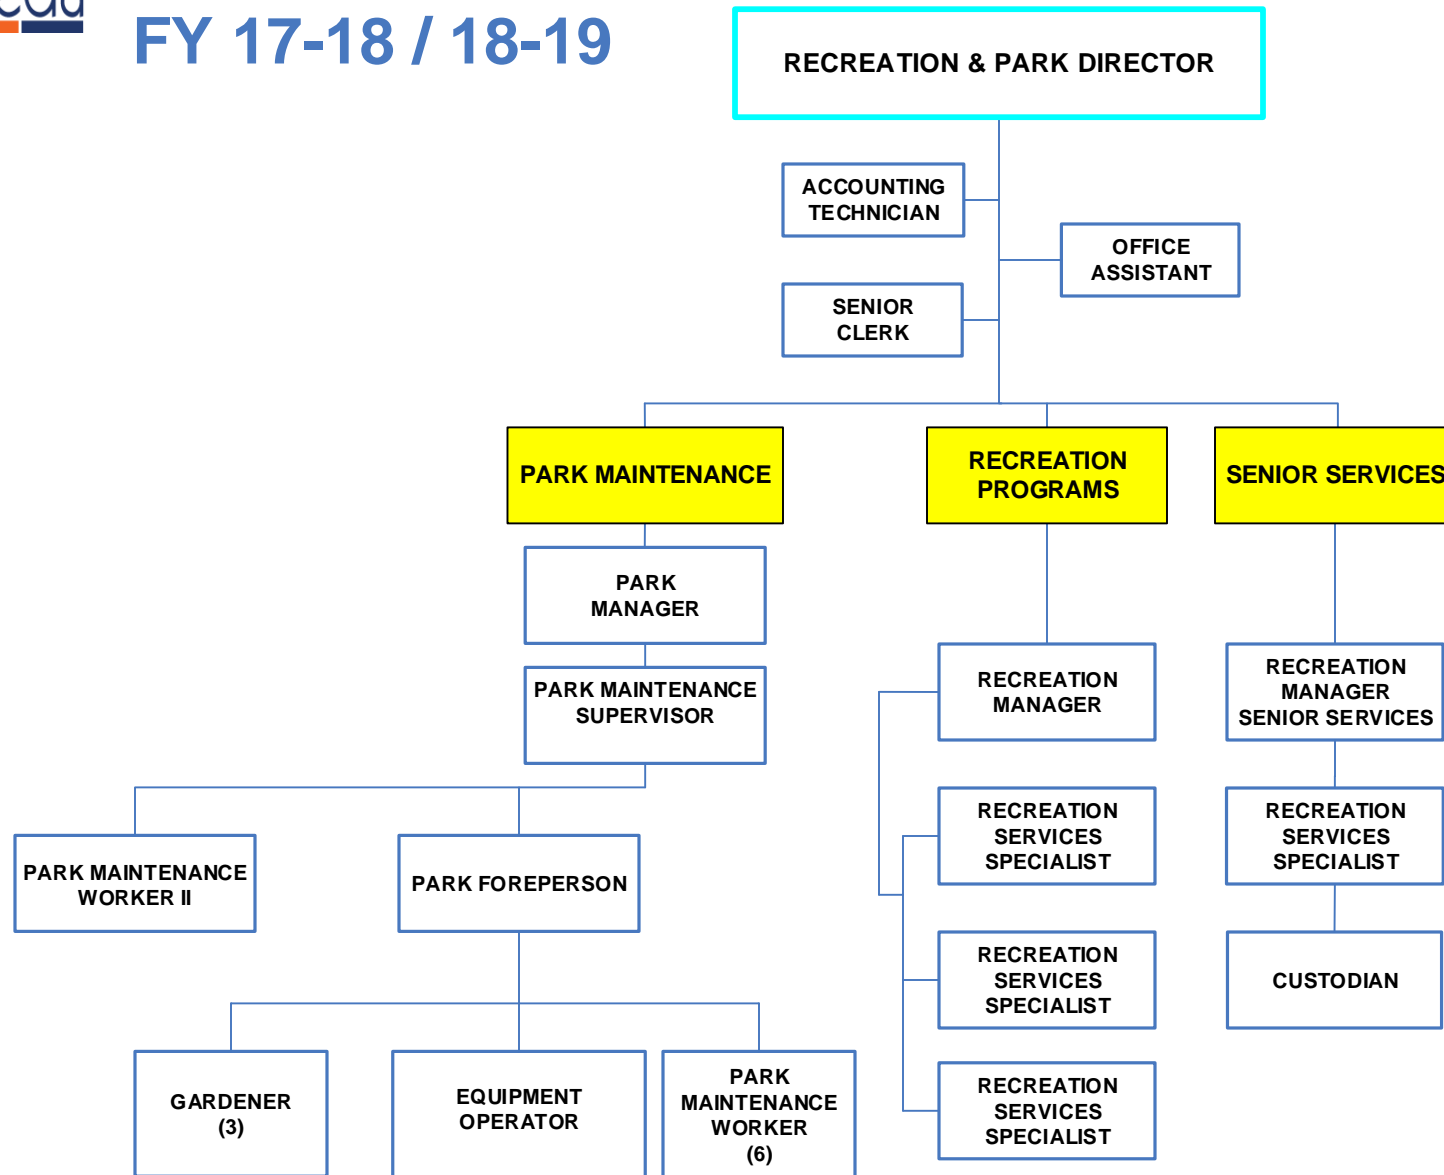 FY 17-18 / 18-19
RECREATION & PARK DIRECTOR
ACCOUNTING
TECHNICIAN
OFFICE
ASSISTANT
SENIOR
CLERK
PARK MAINTENANCE
RECREATION
PROGRAMS
SENIOR SERVICES
PARK
MANAGER
PARK MAINTENANCE
SUPERVISOR
RECREATION
MANAGER
RECREATION
MANAGER
SENIOR SERVICES
RECREATION
SERVICES
SPECIALIST
RECREATION
SERVICES
SPECIALIST
PARK MAINTENANCE
WORKER II
PARK FOREPERSON
RECREATION
SERVICES
SPECIALIST
CUSTODIAN
GARDENER
(3)
EQUIPMENT
OPERATOR
PARK
MAINTENANCE
WORKER
(6)
RECREATION
SERVICES
SPECIALIST